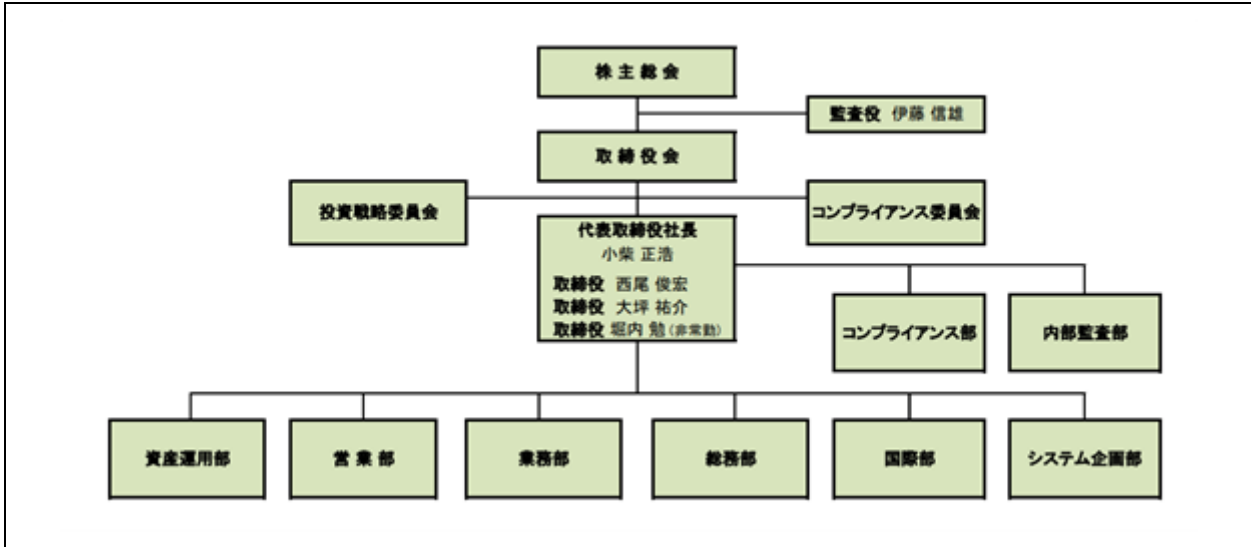 株 主 総 会
監査役 伊藤 信雄
取 締 役 会
投資戦略委員会
コンプライアンス委員会
代表取締役社長
小柴 正浩
取締役 西尾 俊宏
取締役 大坪 祐介
取締役 堀内 勉(非常勤)
コンプライアンス部
内部監査部
資産運用部
営 業 部
業務部
総務部
国際部
システム企画部